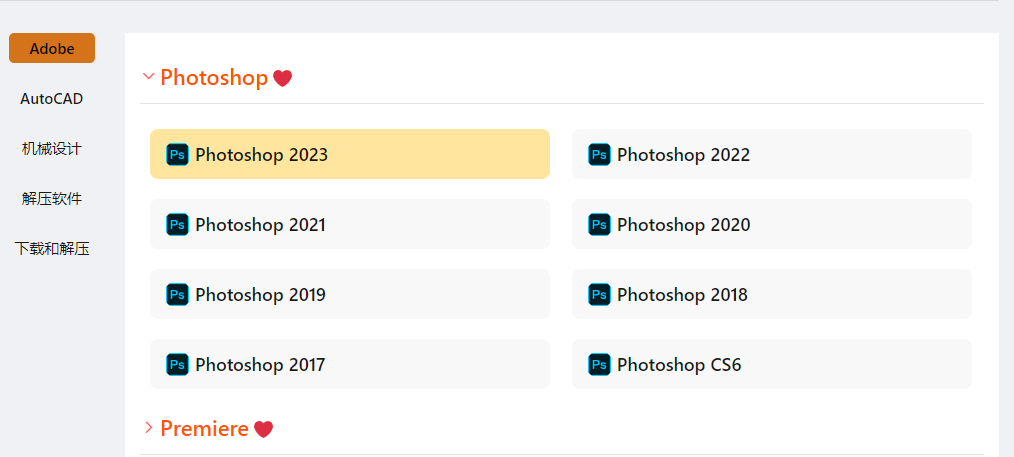 Adobe
AutoCAD
机械设计
解压软件
下载和解压
Photoshop
Ps Photoshop 2023
Ps Photoshop 2022
Ps Photoshop 2021
Ps Photoshop 2020
Ps Photoshop 2019
Ps Photoshop 2018
Ps Photoshop 2017
Ps Photoshop CS6
Premiere